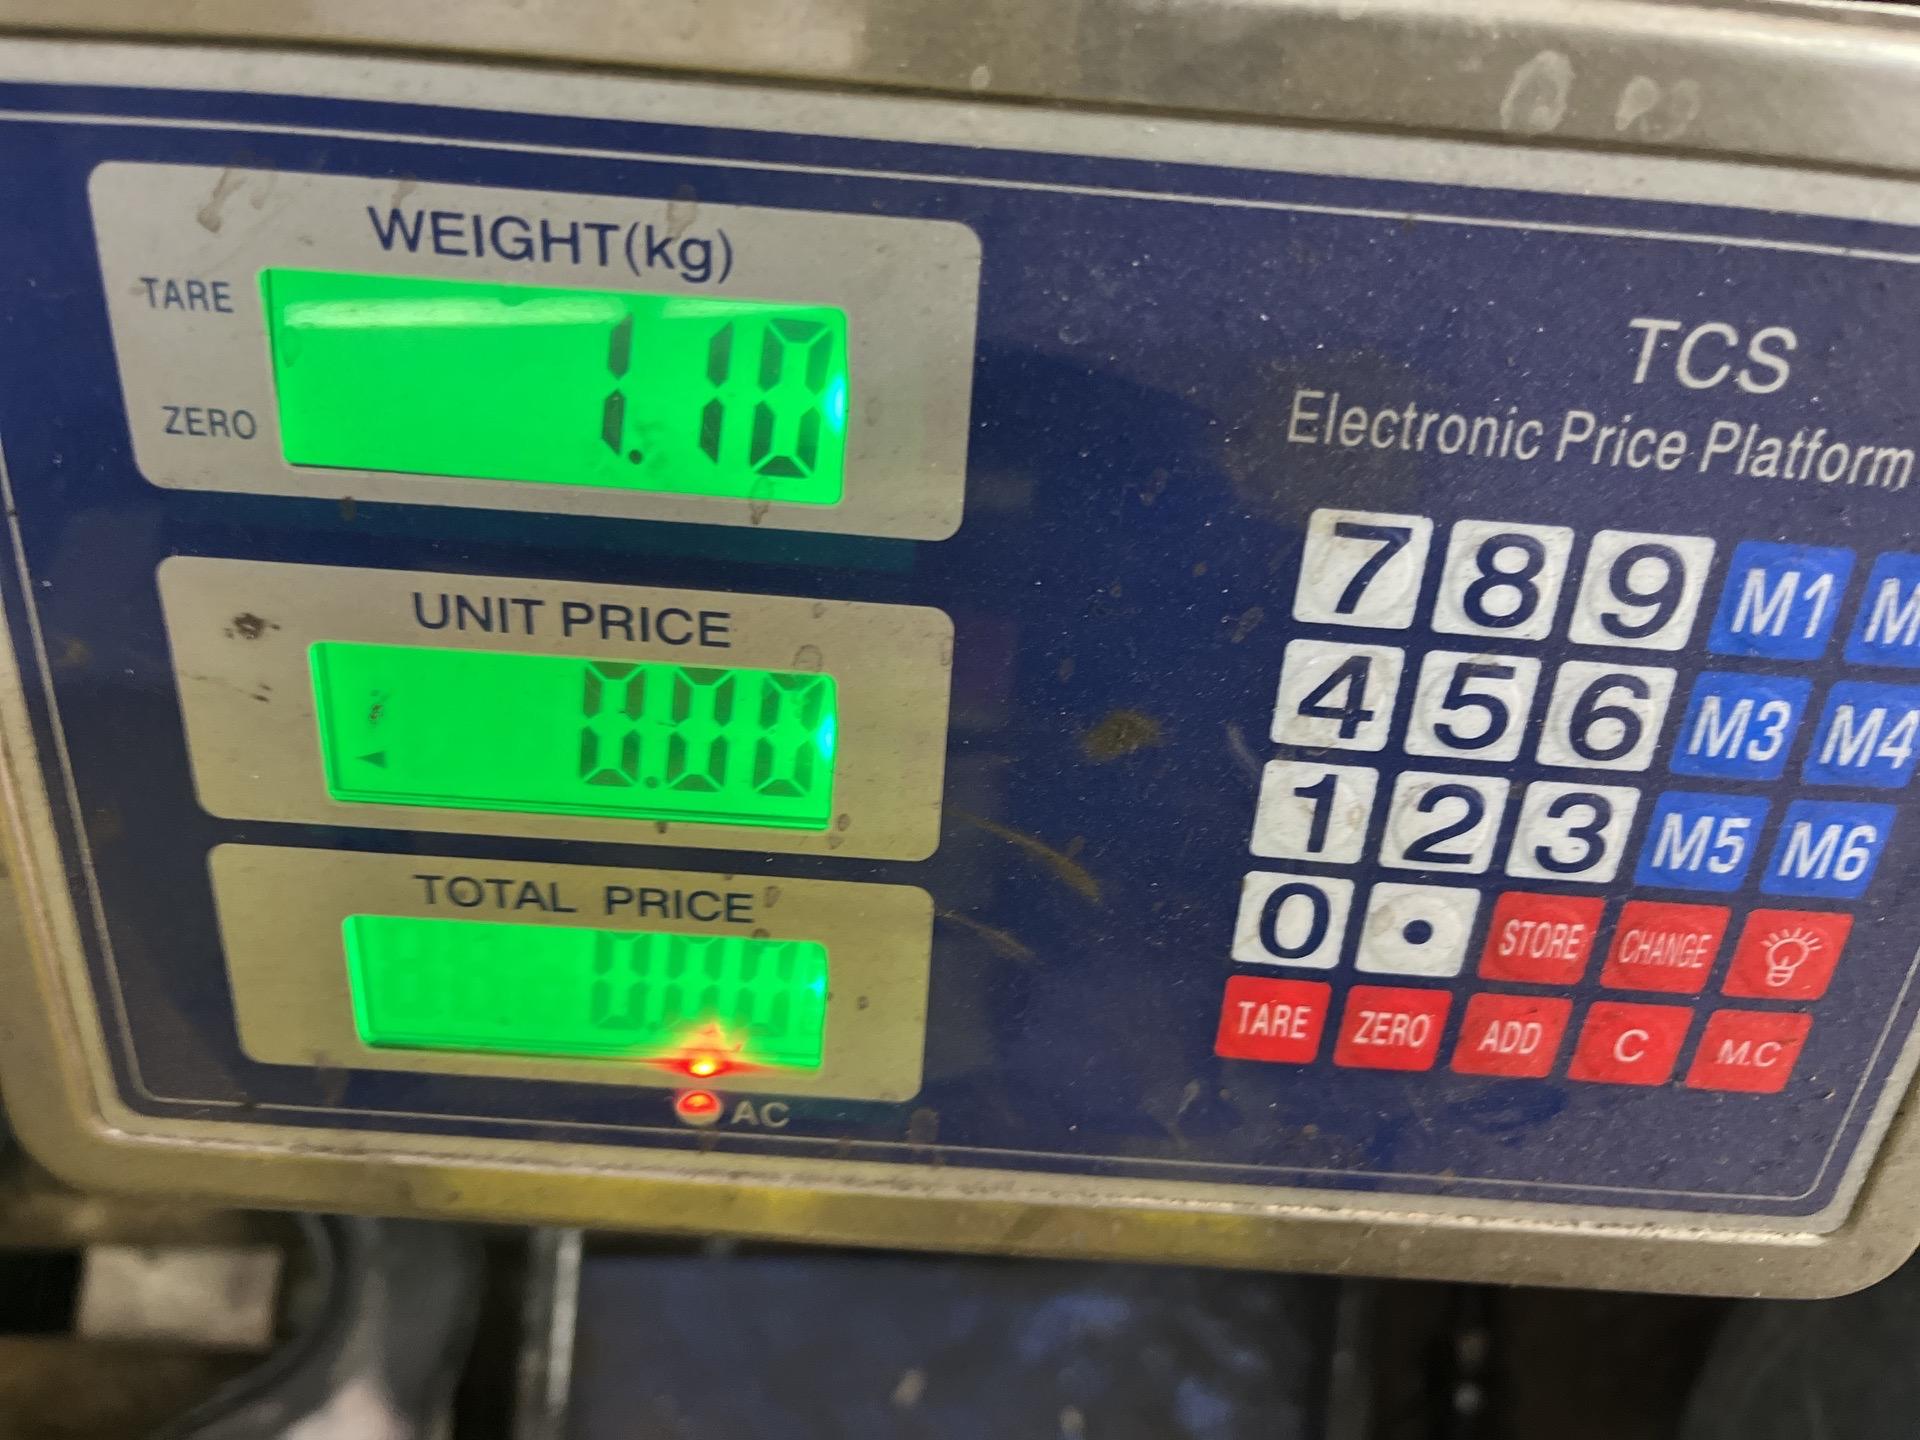 WEIGHT(kg)
TARE
1.10
ZERO
UNIT PRICE
0.00
TOTAL PRICE
0.00
AC
TCS
Electronic Price Platform
7 8 9 M1
4 5 6 M3 M4
1 2 3 M5 M6
0 . STORE CHANGE
TARE ZERO ADD C M.C